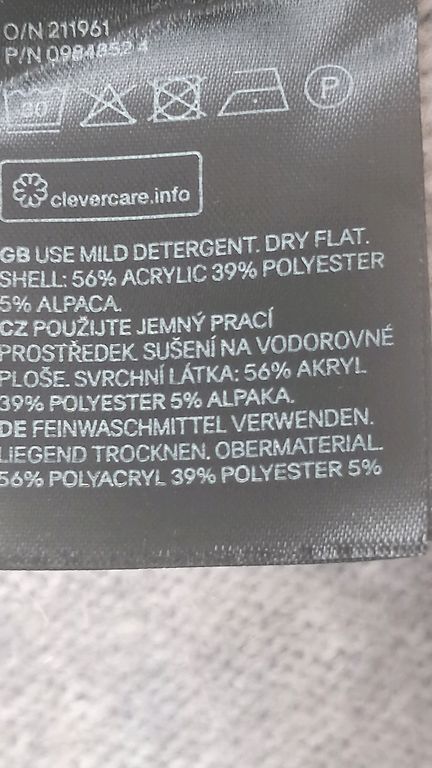 O/N 211961
P/N 0984852 4
30
P
clevercare.info
GB USE MILD DETERGENT. DRY FLAT.
SHELL: 56% ACRYLIC 39% POLYESTER
5% ALPACA.
CZ POUŽIJTE JEMNÝ PRACÍ
PROSTŘEDEK. SUŠENÍ NA VODOROVNÉ
PLOŠE. SVRCHNÍ LÁTKA: 56% AKRYL
39% POLYESTER 5% ALPAKA.
DE FEINWASCHMITTEL VERWENDEN.
LIEGEND TROCKNEN. OBERMATERIAL.
56% POLYACRYL 39% POLYESTER 5%